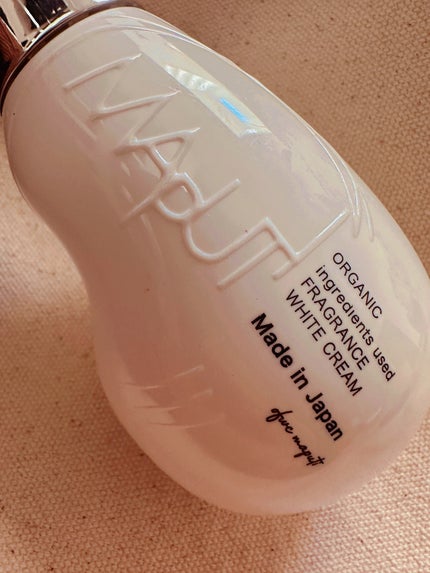 MAPUTI
ORGANIC
ingredients used
FRAGRANCE
WHITE CREAM
Made in Japan